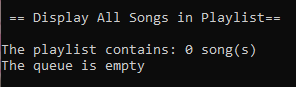 == Display All Songs in Playlist==
The playlist contains: 0 song(s)
The queue is empty